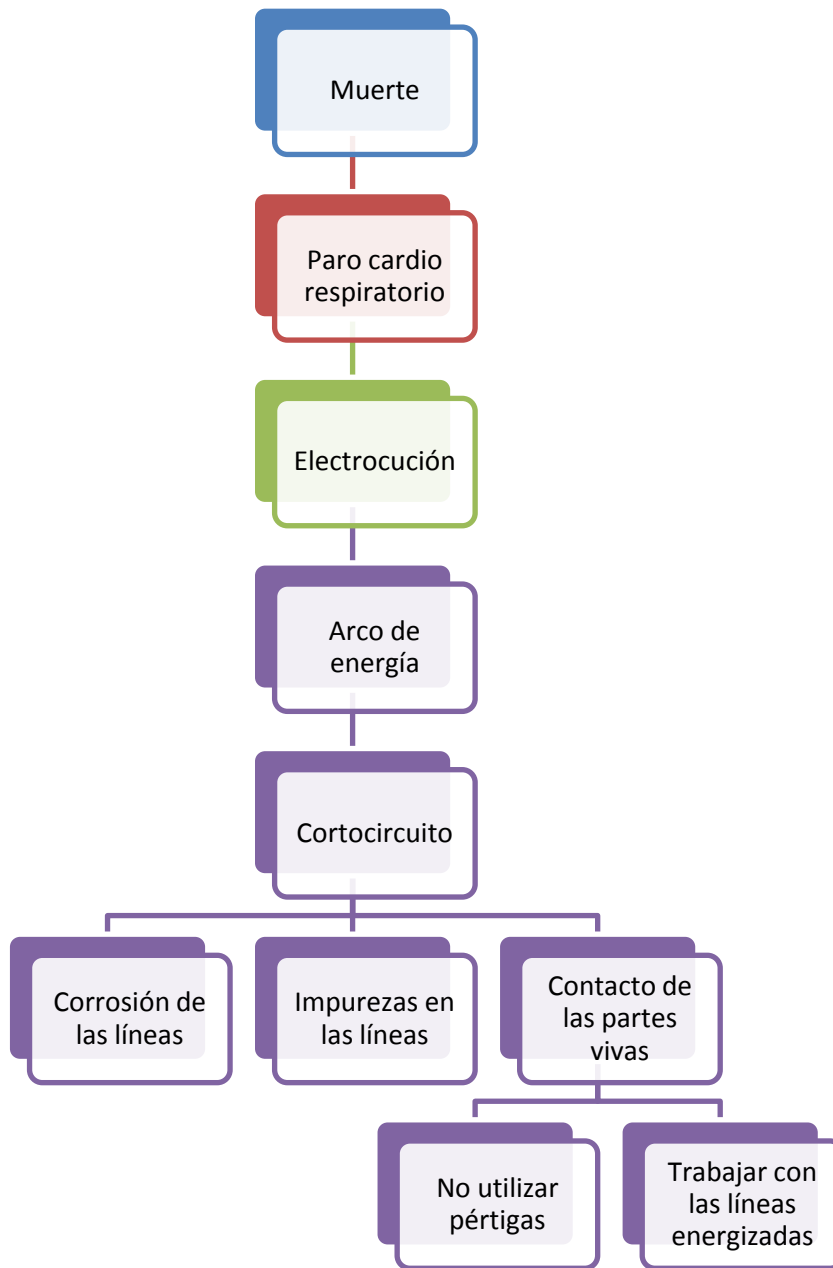 Muerte
Paro cardio
respiratorio
Electrocución
Arco de
energía
Cortocircuito
Corrosión de
las líneas
Impurezas en
las líneas
Contacto de
las partes
vivas
No utilizar
pértigas
Trabajar con
las líneas
energizadas